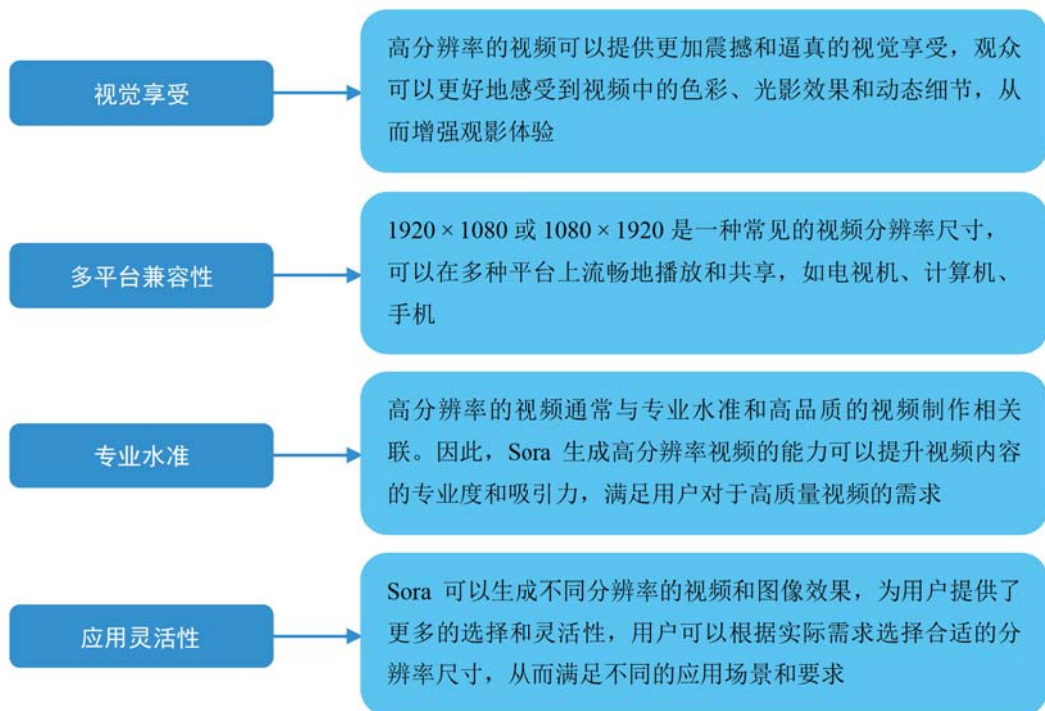 视觉享受
高分辨率的视频可以提供更加震撼和逼真的视觉享受，观众
可以更好地感受到视频中的色彩、光影效果和动态细节，从
而增强观影体验
多平台兼容性
1920 × 1080 或 1080 × 1920 是一种常见的视频分辨率尺寸，
可以在多种平台上流畅地播放和共享，如电视机、计算机、
手机
专业水准
高分辨率的视频通常与专业水准和高品质的视频制作相关
联。因此，Sora 生成高分辨率视频的能力可以提升视频内容
的专业度和吸引力，满足用户对于高质量视频的需求
应用灵活性
Sora 可以生成不同分辨率的视频和图像效果，为用户提供了
更多的选择和灵活性，用户可以根据实际需求选择合适的分
辨率尺寸，从而满足不同的应用场景和要求